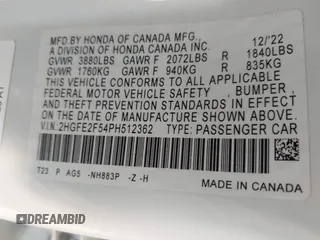 MFD BY HONDA OF CANADA MFG.,
A DIVISION OF HONDA CANADA INC. 12/'22
GVWR 3880LBS GAWR F 2072LBS R 1840LBS
GVWR 1760KG GAWR F 940KG R 835KG
THIS VEHICLE CONFORMS TO ALL APPLICABLE
FEDERAL MOTOR VEHICLE SAFETY, BUMPER,
AND THEFT PREVENTION STANDARDS IN EFFECT
ON THE DATE OF MANUFACTURE SHOWN ABOVE.
V.I.N:2HGFE2F54PH512362 TYPE: PASSENGER CAR
T23 P AG5 -NH883P -Z -H
MADE IN CANADA
DREAMBID